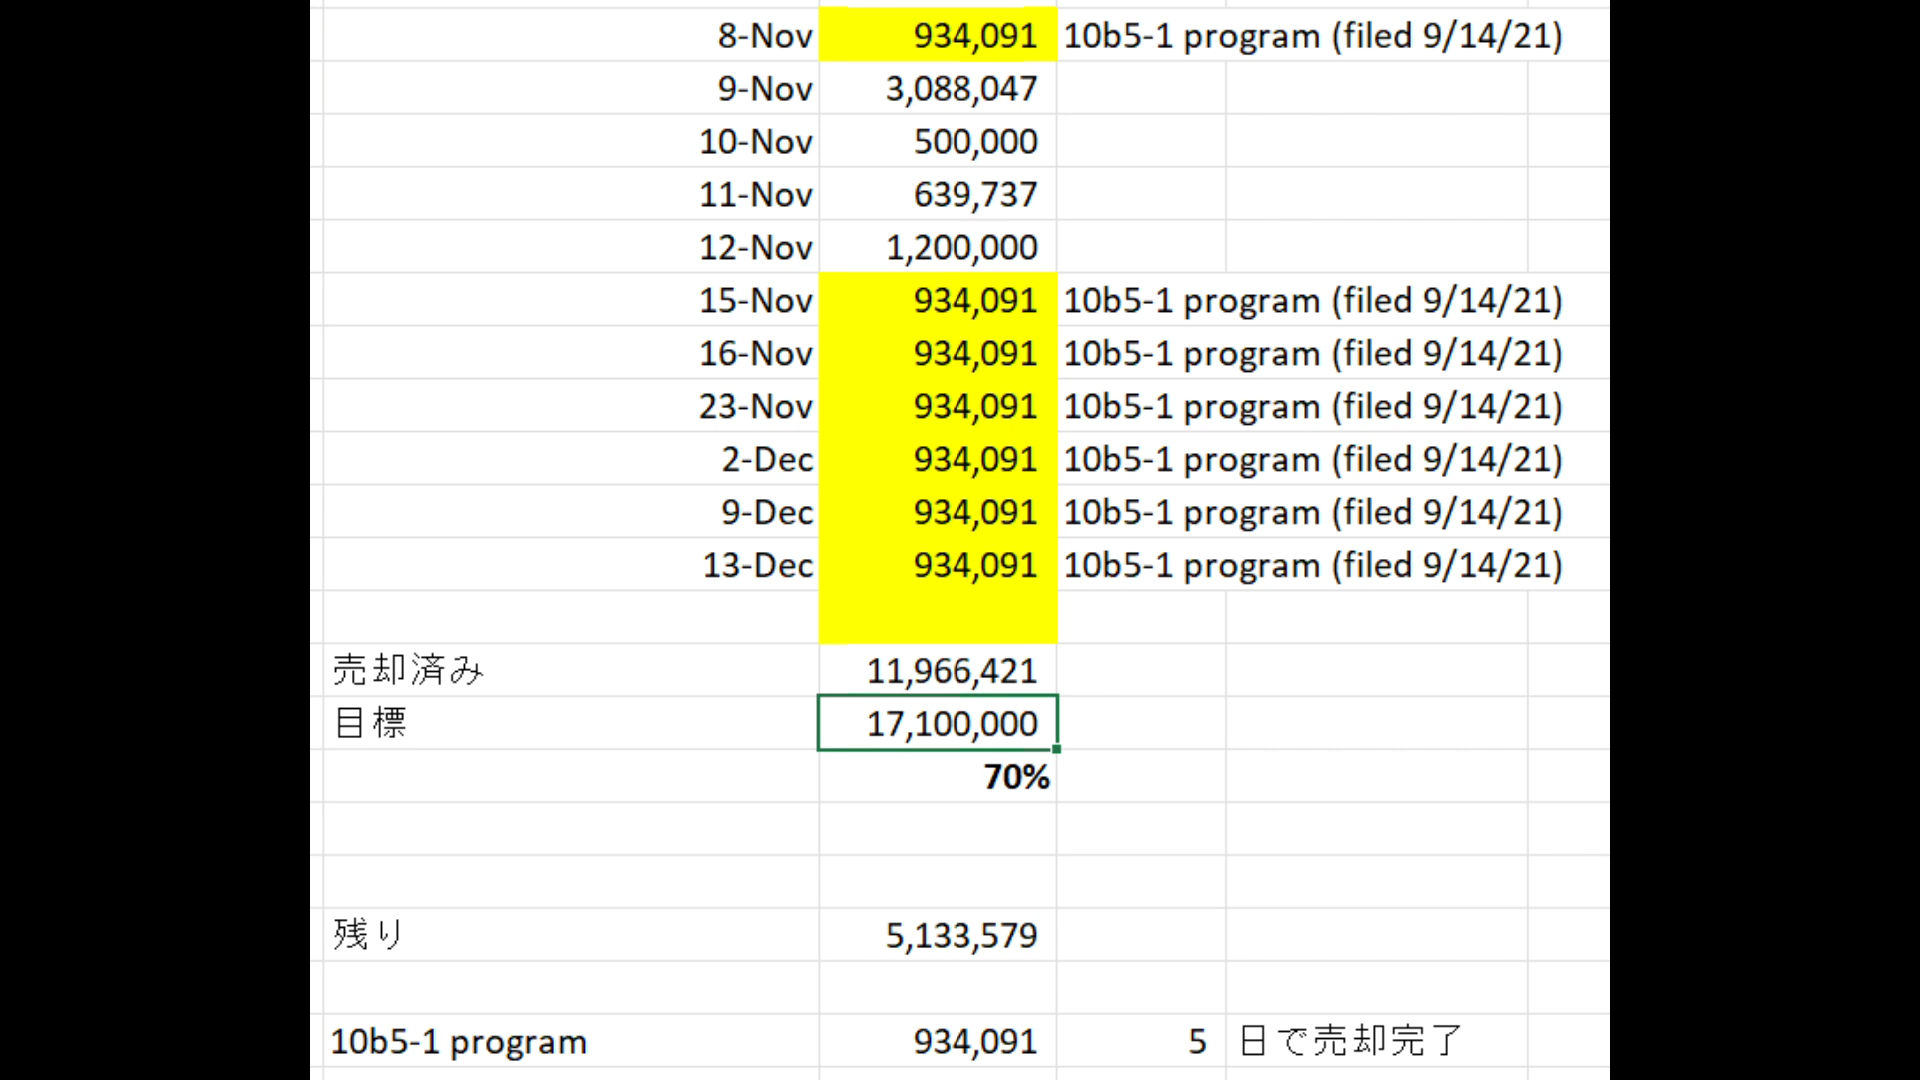 8-Nov 934,091 10b5-1 program (filed 9/14/21)
9-Nov 3,088,047
10-Nov 500,000
11-Nov 639,737
12-Nov 1,200,000
15-Nov 934,091 10b5-1 program (filed 9/14/21)
16-Nov 934,091 10b5-1 program (filed 9/14/21)
23-Nov 934,091 10b5-1 program (filed 9/14/21)
2-Dec 934,091 10b5-1 program (filed 9/14/21)
9-Dec 934,091 10b5-1 program (filed 9/14/21)
13-Dec 934,091 10b5-1 program (filed 9/14/21)
売却済み 11,966,421
目標 17,100,000
70%
残り 5,133,579
10b5-1 program 934,091 5 日で売却完了